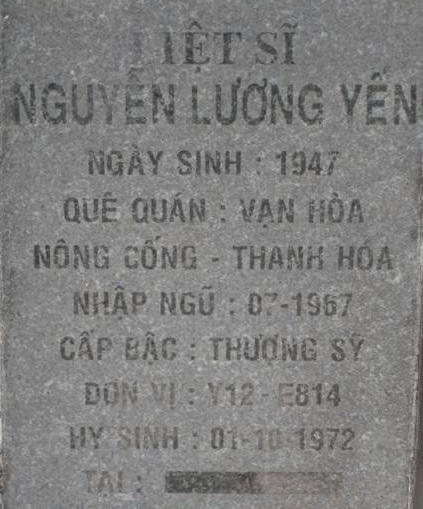 LIỆT SĨ
NGUYỄN LƯƠNG YẾN
NGÀY SINH : 1947
QUÊ QUÁN : VẠN HÒA
NÔNG CỐNG - THANH HÓA
NHẬP NGŨ : 07-1967
CẤP BẬC : THƯỢNG SỸ
ĐƠN VỊ : Y12 - E814
HY SINH : 01-10-1972
TẠI :